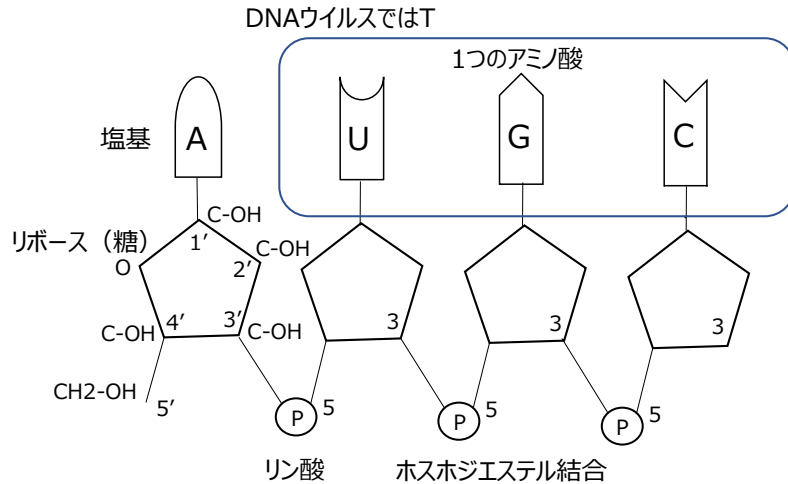 DNAウイルスではT
1つのアミノ酸
塩基
A
U
G
C
リボース（糖）
C-OH
1′
C-OH
2′
O
C-OH
4′
3′
C-OH
3
3
3
CH2-OH
5′
P
5
P
5
P
5
リン酸
ホスホジエステル結合